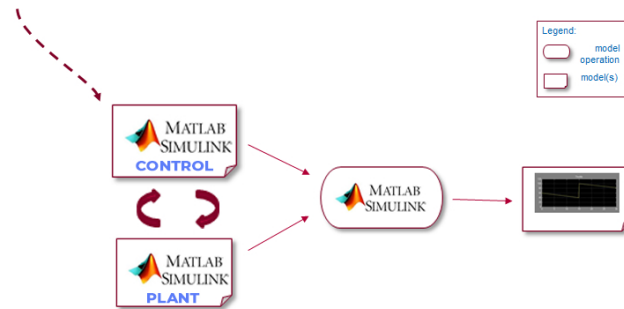 Legend:
model
operation
model(s)
MATLAB
SIMULINK
CONTROL
MATLAB
SIMULINK
MATLAB
SIMULINK
PLANT